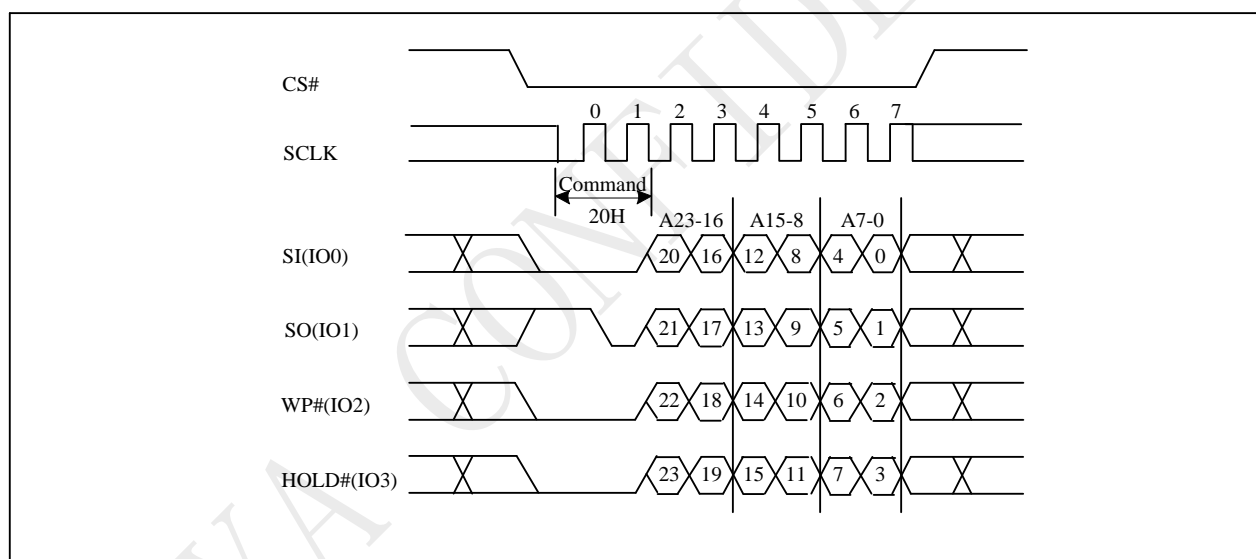 CS#
0 1 2 3 4 5 6 7
SCLK
Command
20H
A23-16 A15-8 A7-0
SI(IO0)
20 16 12 8 4 0
SO(IO1)
21 17 13 9 5 1
WP#(IO2)
22 18 14 10 6 2
HOLD#(IO3)
23 19 15 11 7 3